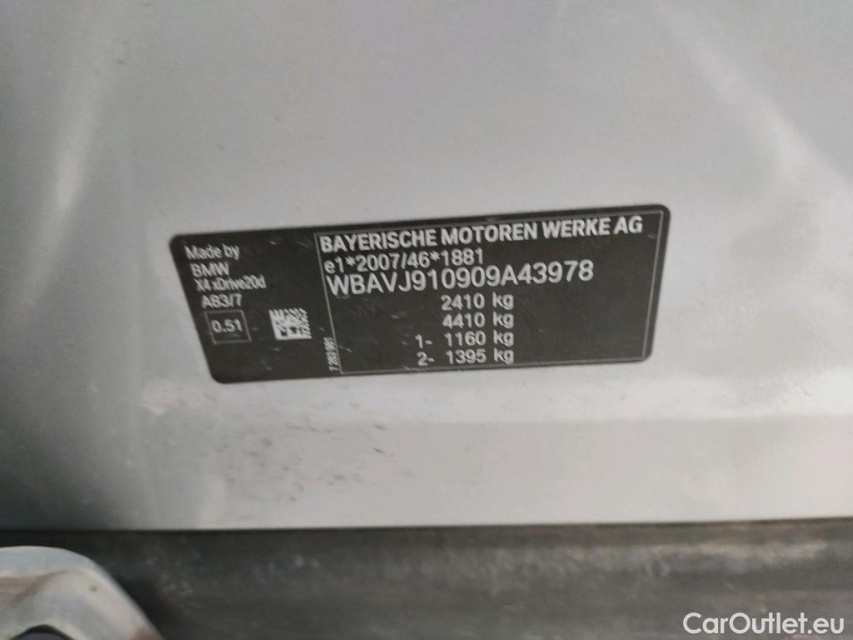 Made by
BMW
X4 xDrive20d
A83/7
0.51
BAYERISCHE MOTOREN WERKE AG
e1*2007/46*1881
WBAVJ910909A43978
2410 kg
4410 kg
1- 1160 kg
2- 1395 kg
CarOutlet.eu